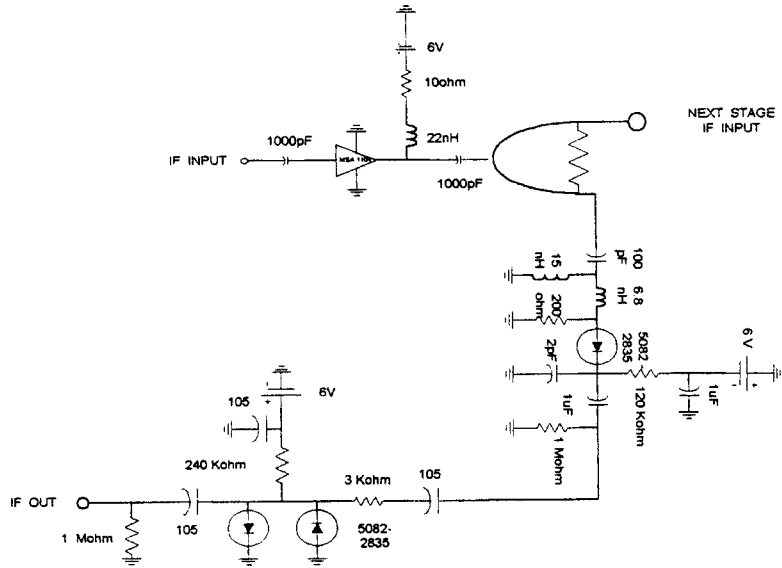 6V
10ohm
22nH
1000pF
IF INPUT
1000pF
NEXT STAGE
IF INPUT
100
pF
15
nH
6.8
nH
200
ohm
5082-
2835
2pF
6 V
1uF
120 Kohm
1uF
1 Mohm
6V
105
240 Kohm
3 Kohm
105
IF OUT
105
5082-
2835
1 Mohm